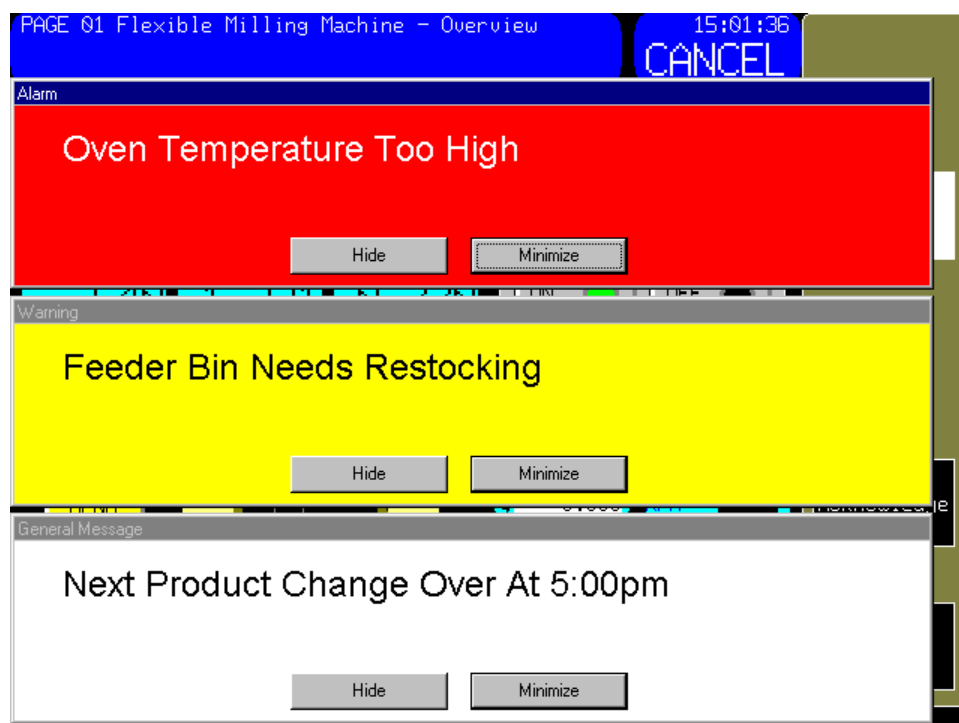 PAGE 01 Flexible Milling Machine - Overview 15:01:36
CANCEL
Alarm
Oven Temperature Too High
Hide Minimize
Warning
Feeder Bin Needs Restocking
Hide Minimize
General Message
Next Product Change Over At 5:00pm
Hide Minimize